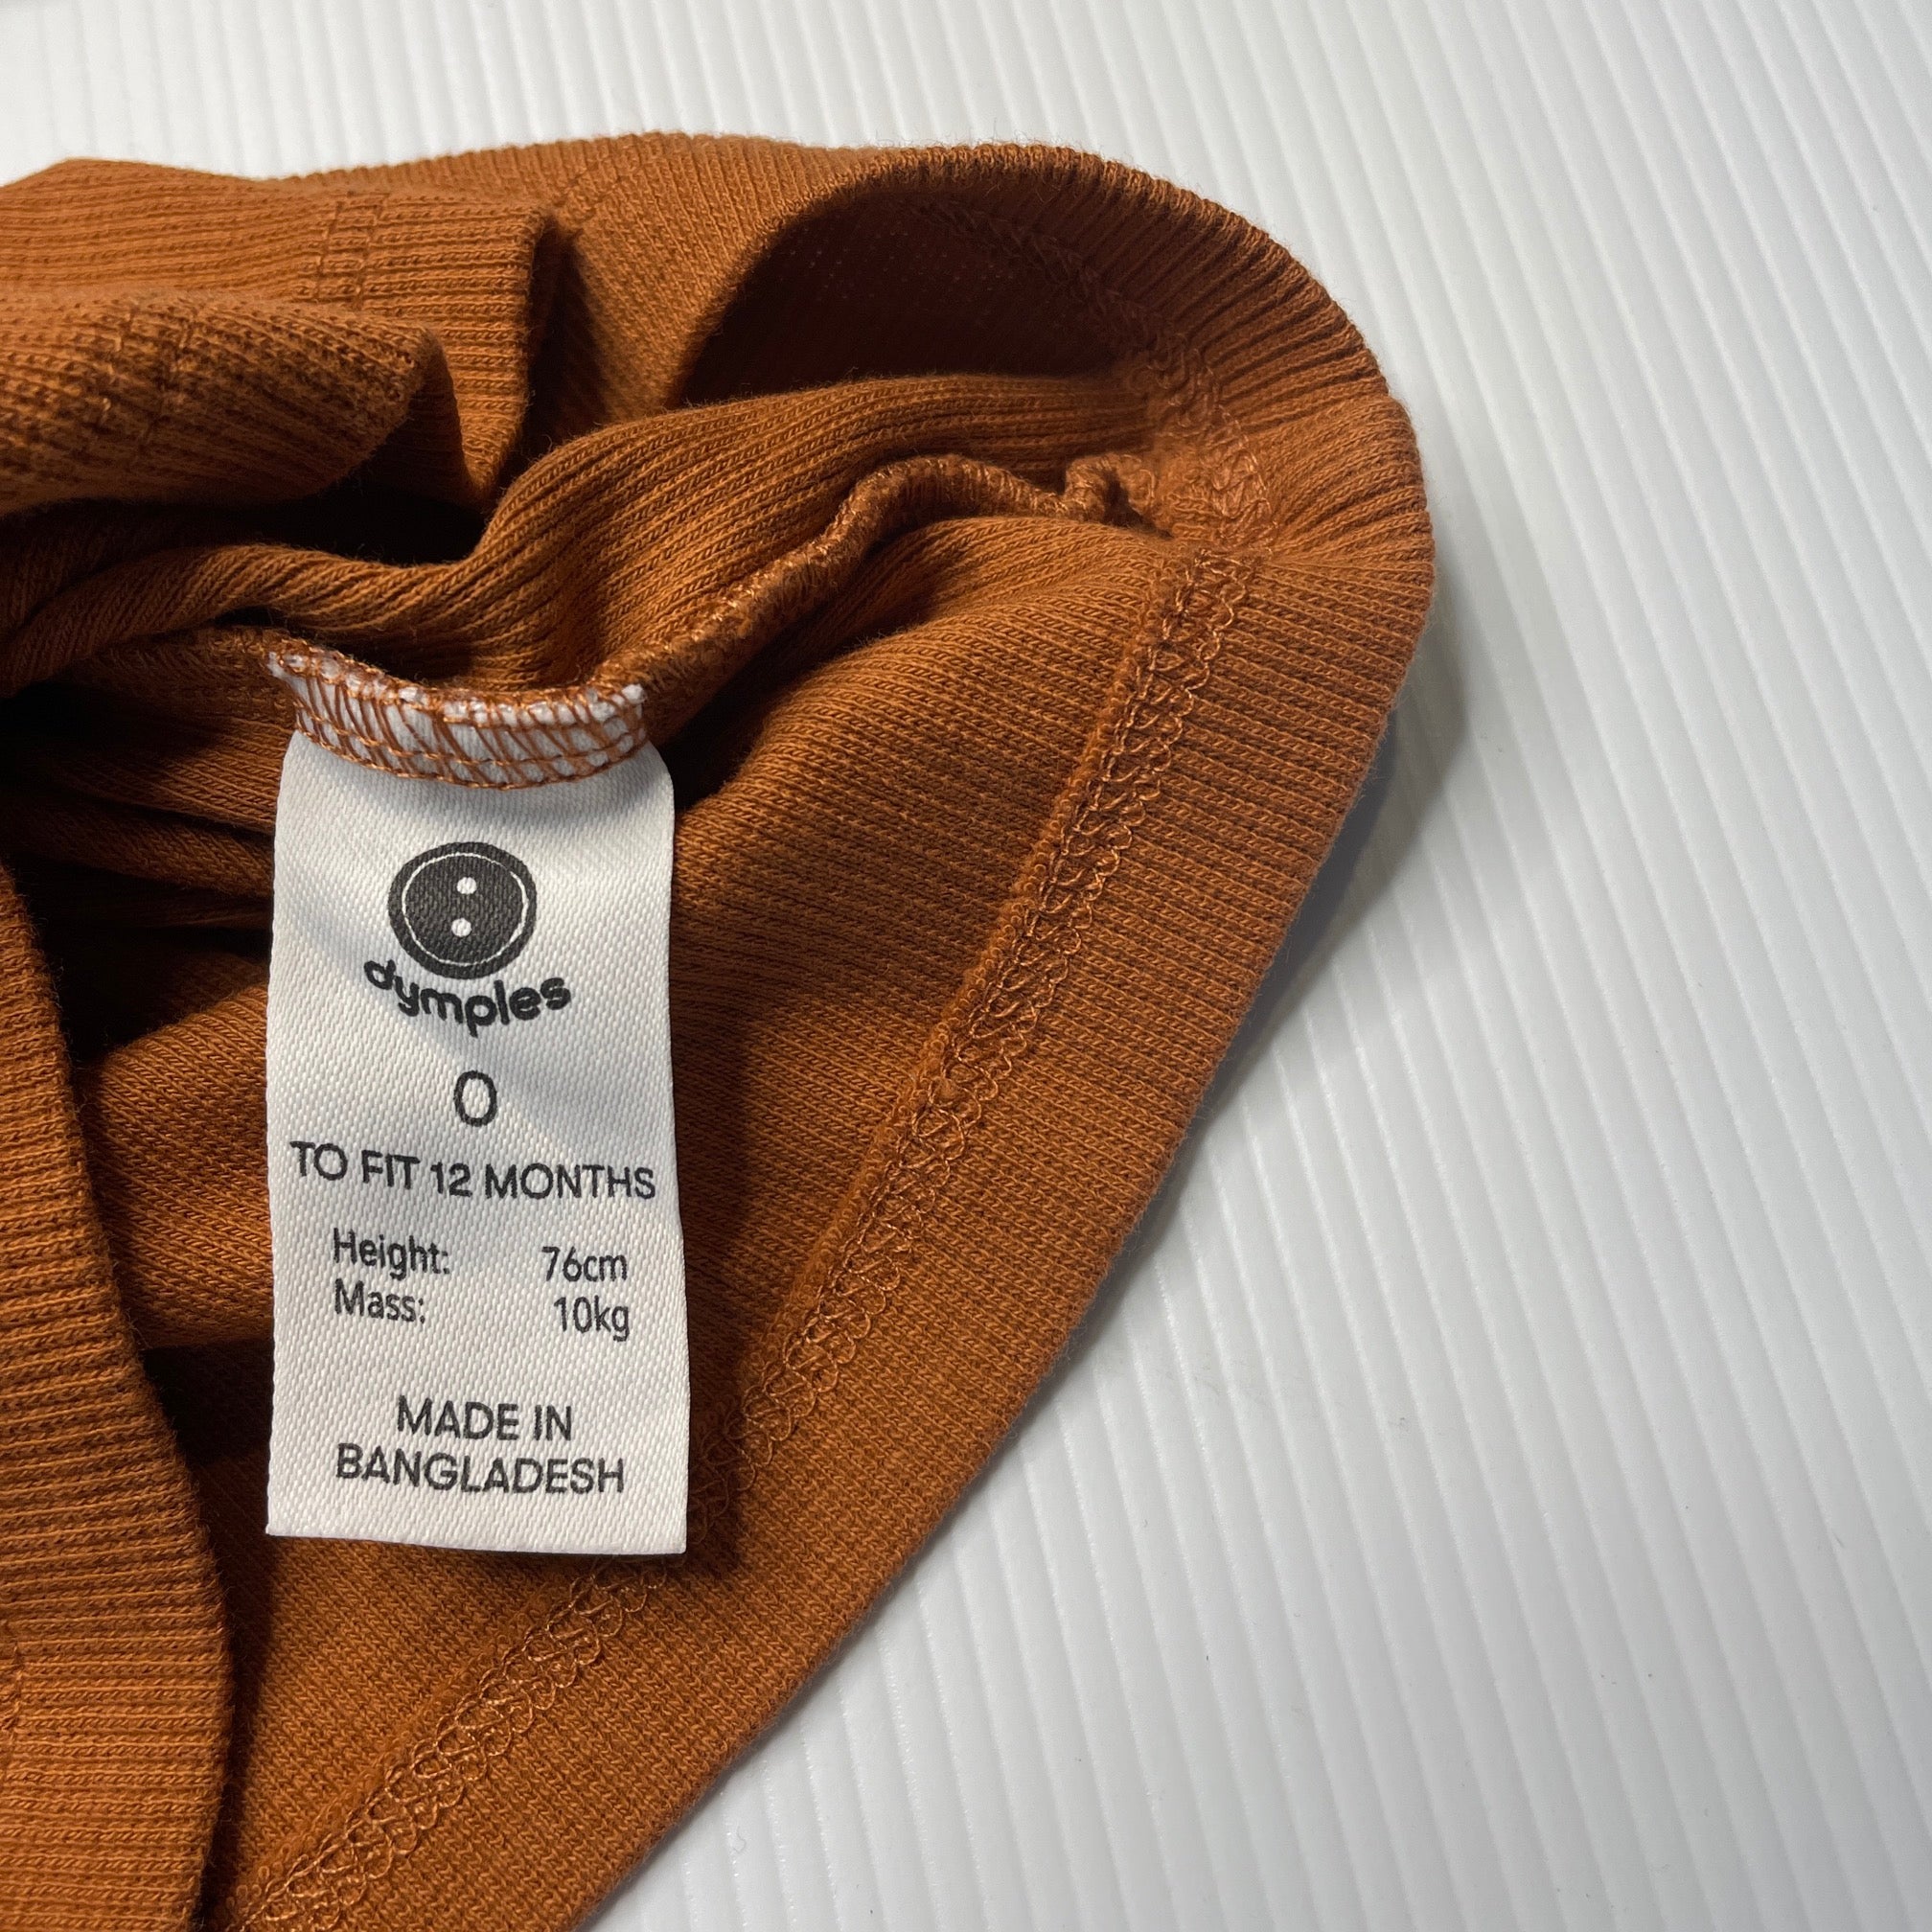 dymples
0
TO FIT 12 MONTHS
Height: 76cm
Mass: 10kg
MADE IN
BANGLADESH